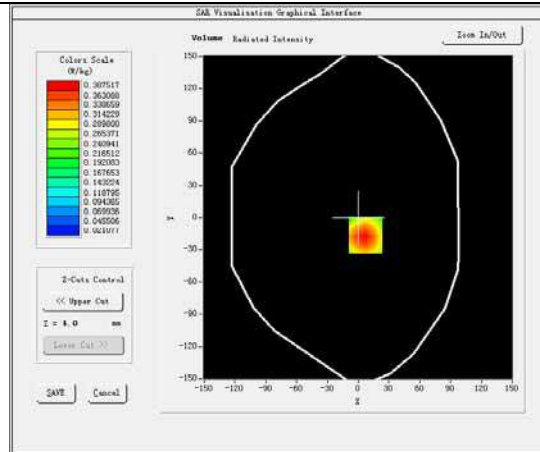 SAR Visualisation Graphical Interface
Volume Radiated Intensity
Zoom In/Out
Colors Scale
(W/kg)
0.387517
0.363088
0.338659
0.314229
0.289800
0.265371
0.240941
0.216512
0.192083
0.167653
0.143224
0.118795
0.094365
0.069936
0.045506
0.021077
Z-Cuts Control
<< Upper Cut
Z = 4.0 mm
Lower Cut >>
SAVE
Cancel
150-
120-
90-
60-
30-
0-
-30-
-60-
-90-
-120-
-150-
Y
-150 -120 -90 -60 -30 0 30 60 90 120 150
X